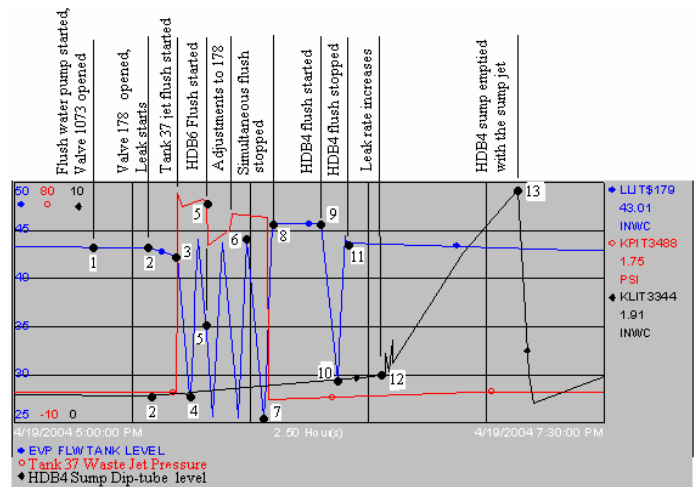 Flush water pump started,
Valve 1073 opened
Valve 178 opened,
Leak starts
Tank 37 jet flush started
HDB6 Flush started
Adjustments to 178
Simultaneous flush
stopped
HDB4 flush started
HDB4 flush stopped
Leak rate increases
HDB4 sump emptied
with the sump jet
50 80 10
45
40
35
30
25 -10 0
1
2
3
5
6
8
9
11
13
5
2
4
7
10
12
LLIT$179
43.01
INWC
KPIT3488
1.75
PSI
KLIT3344
1.91
INWC
4/19/2004 5:00:00 PM 2.50 Hour(s) 4/19/2004 7:30:00 PM
EVP FLW TANK LEVEL
Tank 37 Waste Jet Pressure
HDB4 Sump Dip-tube level